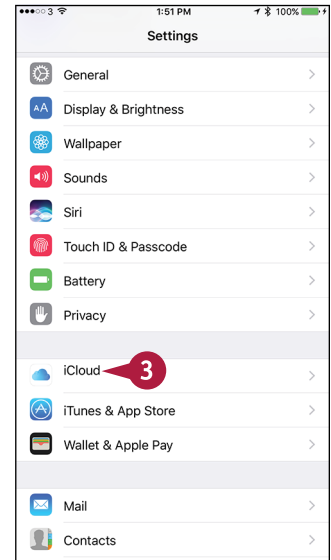 3 1:51 PM 100%
Settings
General
AA Display & Brightness
Wallpaper
Sounds
Siri
Touch ID & Passcode
Battery
Privacy
iCloud 3
iTunes & App Store
Wallet & Apple Pay
Mail
Contacts